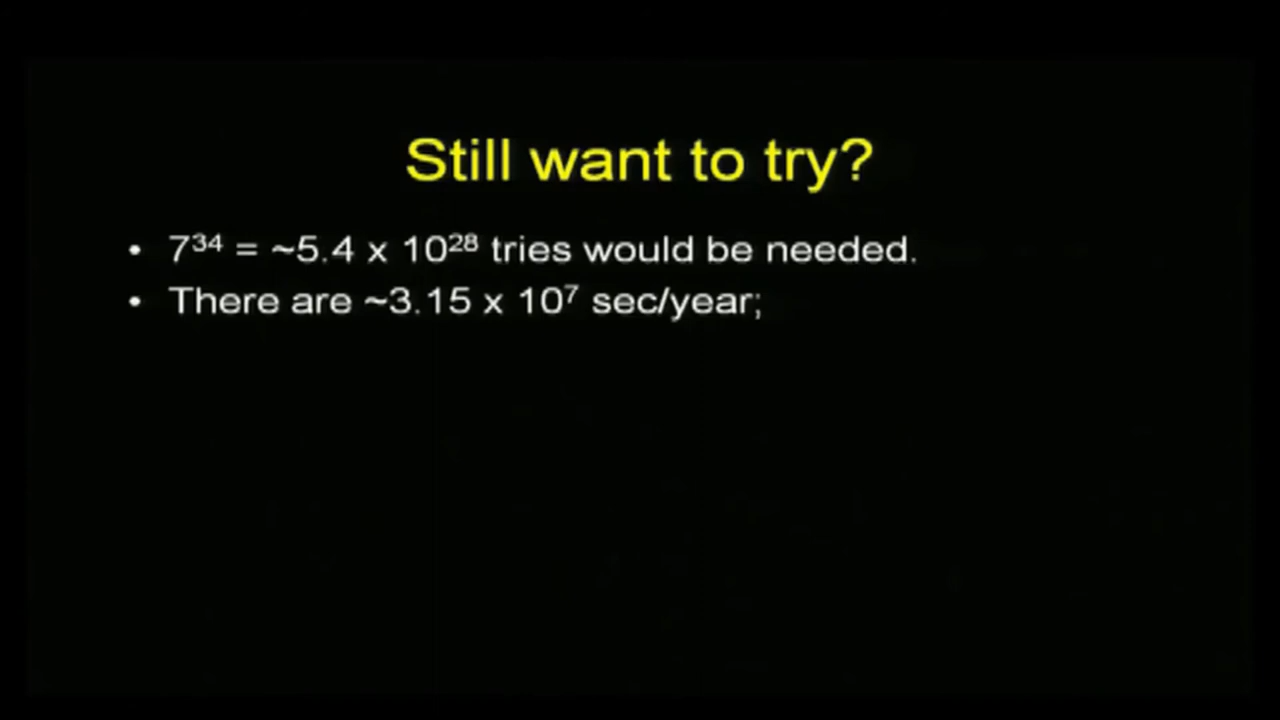 Still want to try?
• 7³⁴ = ~5.4 x 10²⁸ tries would be needed.
• There are ~3.15 x 10⁷ sec/year;